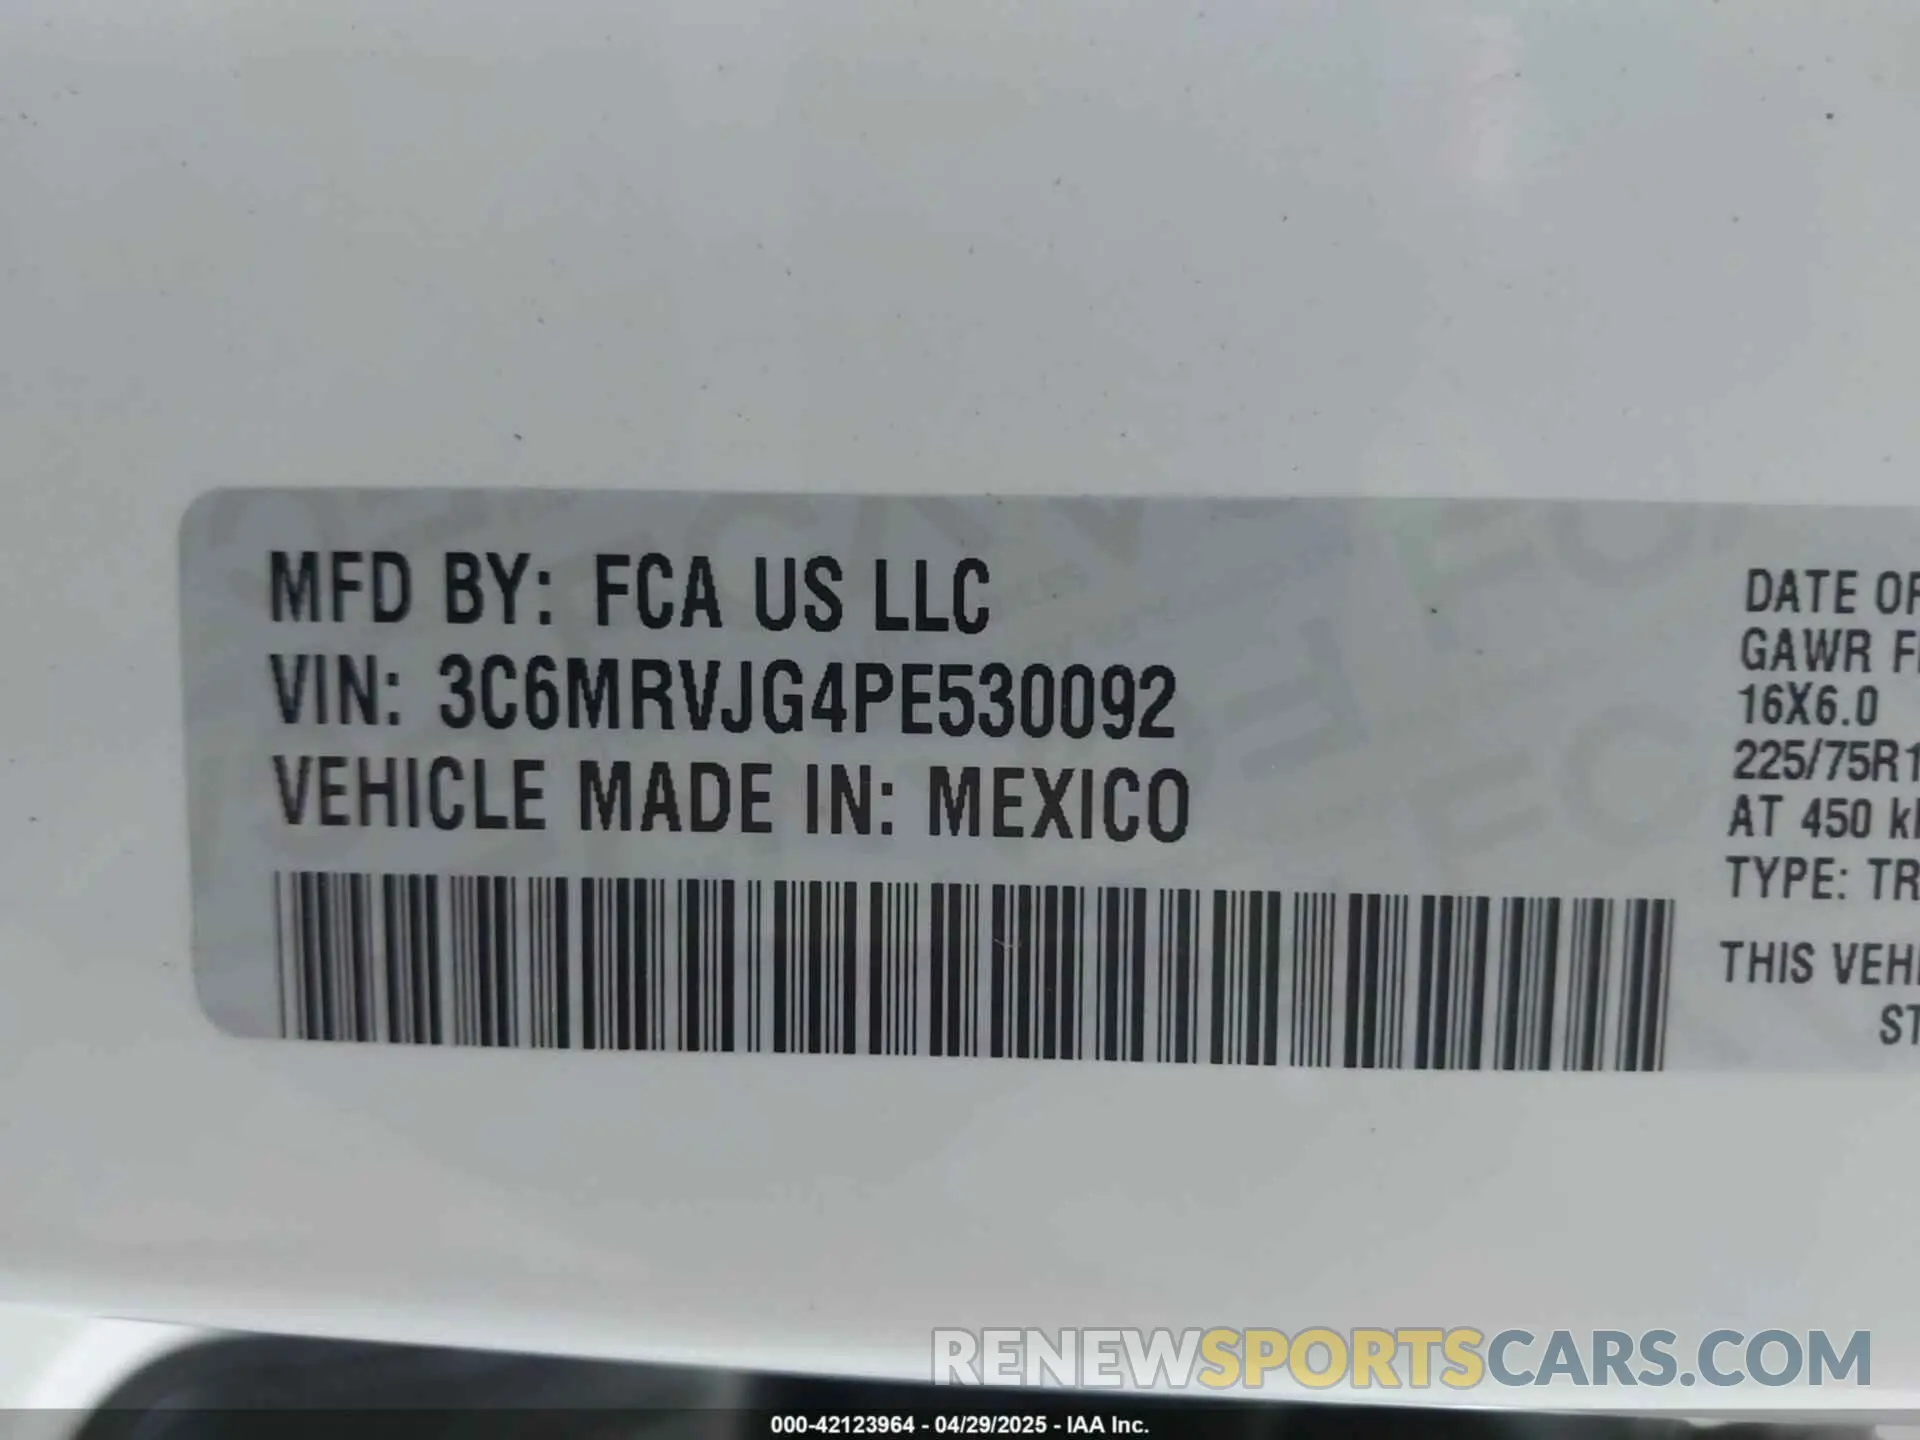 MFD BY: FCA US LLC
VIN: 3C6MRVJG4PE530092
VEHICLE MADE IN: MEXICO
DATE OF
GAWR F
16X6.0
225/75R1
AT 450 k
TYPE: TR
THIS VEHI
ST
RENEWSPORTSCARS.COM
000-42123964 - 04/29/2025 - IAA Inc.